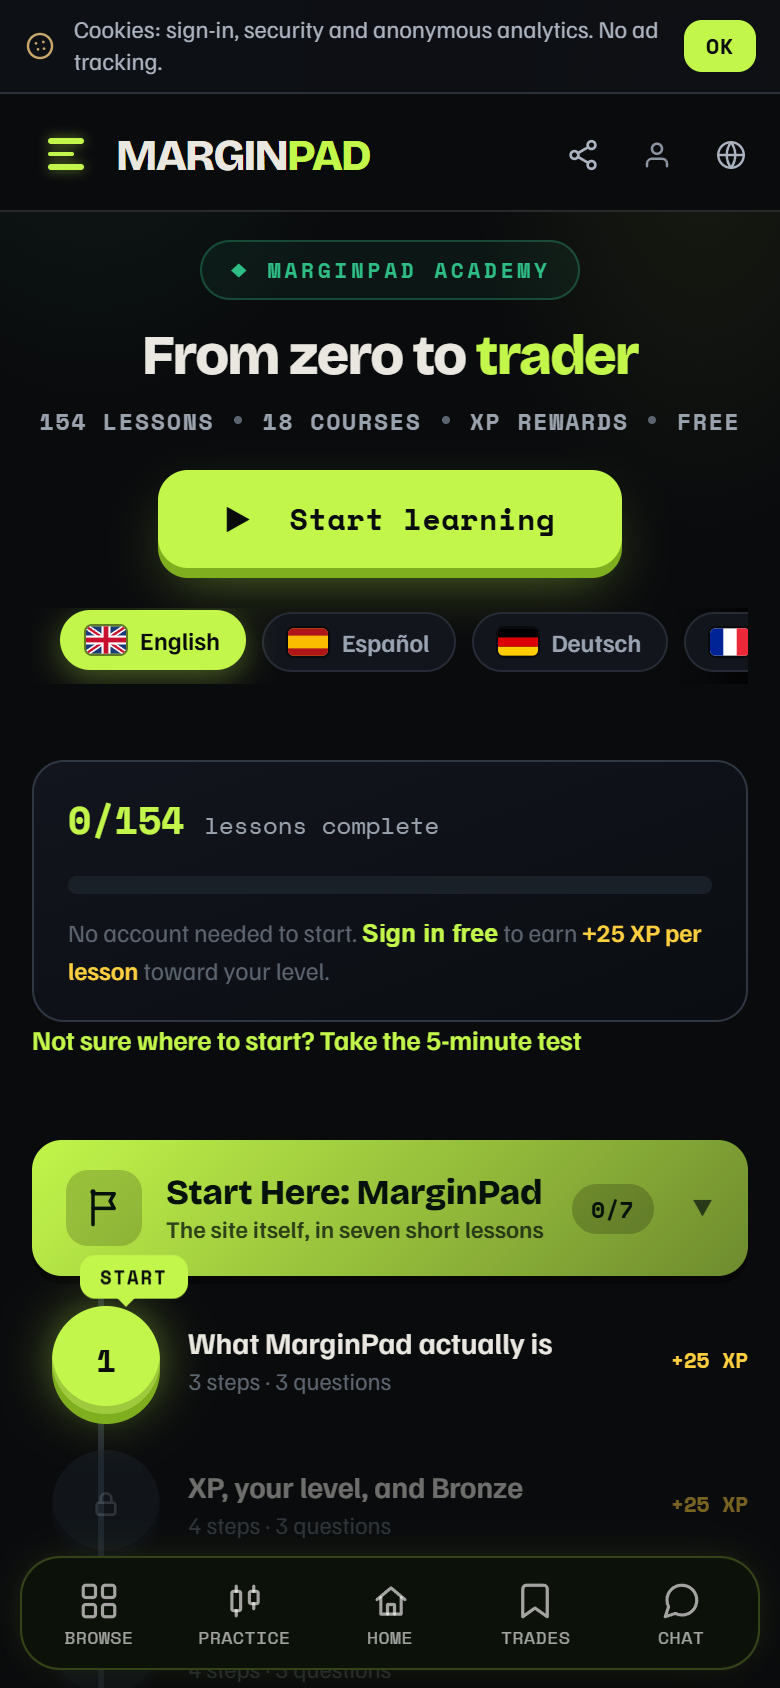 Cookies: sign-in, security and anonymous analytics. No ad
tracking.
OK
MARGINPAD
MARGINPAD ACADEMY
From zero to trader
154 LESSONS • 18 COURSES • XP REWARDS • FREE
Start learning
English
Español
Deutsch
0/154 lessons complete
No account needed to start. Sign in free to earn +25 XP per
lesson toward your level.
Not sure where to start? Take the 5-minute test
Start Here: MarginPad
The site itself, in seven short lessons
0/7
START
1
What MarginPad actually is
3 steps · 3 questions
+25 XP
XP, your level, and Bronze
4 steps · 3 questions
+25 XP
BROWSE
PRACTICE
HOME
TRADES
CHAT
4 steps · 3 questions